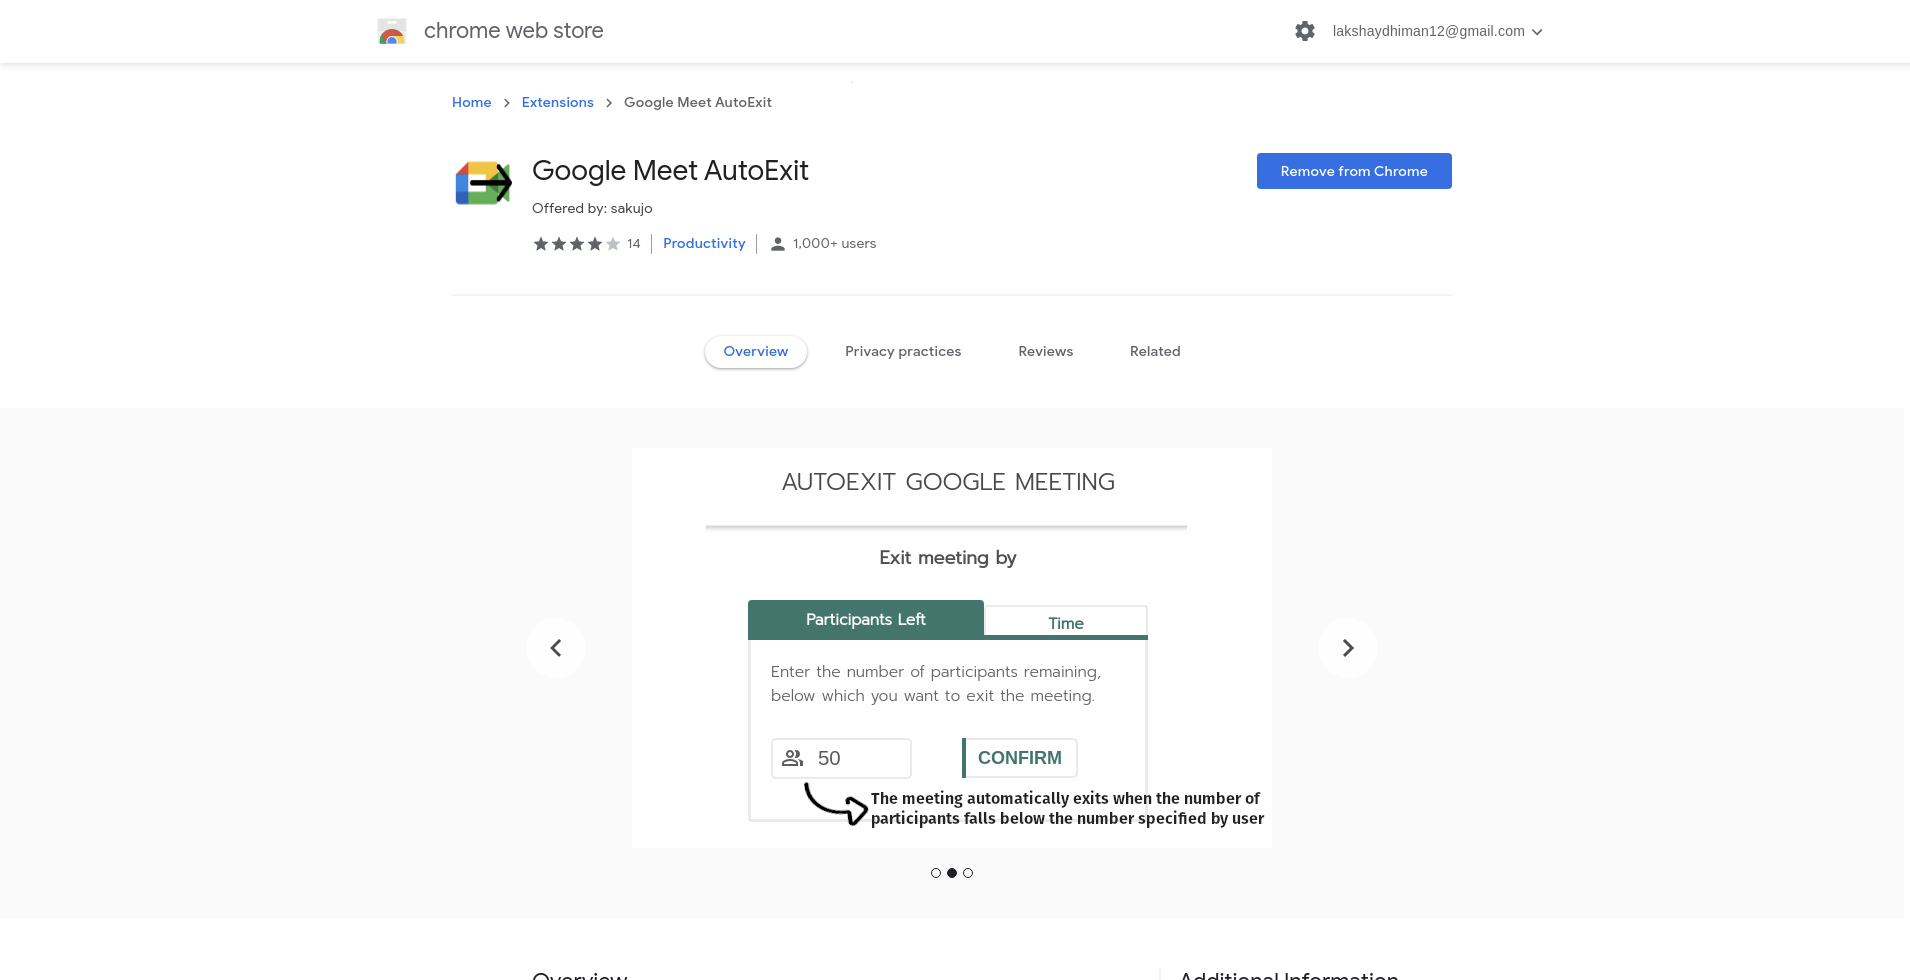 chrome web store
lakshaydhiman12@gmail.com
Home > Extensions > Google Meet AutoExit
Google Meet AutoExit
Remove from Chrome
Offered by: sakujo
14 | Productivity | 1,000+ users
Overview Privacy practices Reviews Related
AUTOEXIT GOOGLE MEETING
Exit meeting by
Participants Left Time
Enter the number of participants remaining,
below which you want to exit the meeting.
50 CONFIRM
The meeting automatically exits when the number of
participants falls below the number specified by user
Overview Additional Information